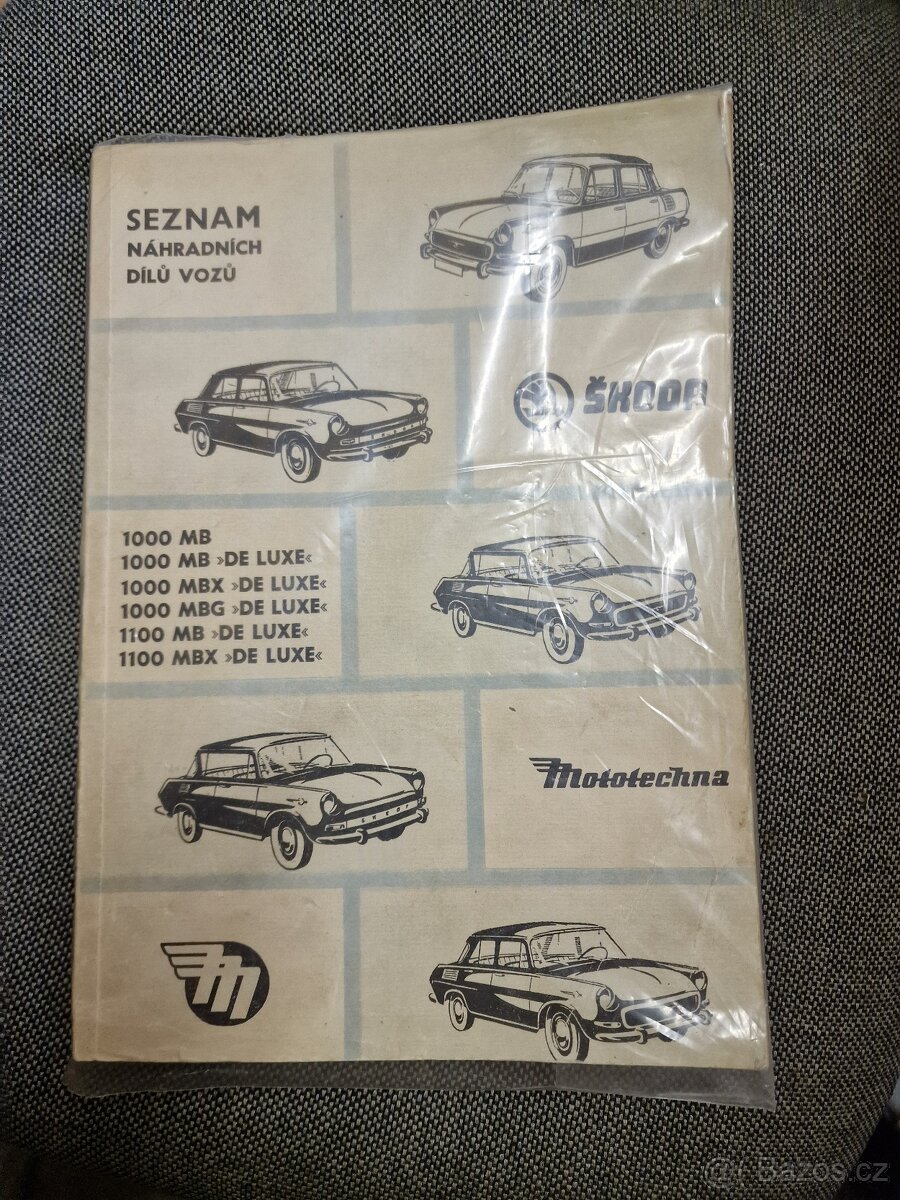 SEZNAM
NÁHRADNÍCH
DÍLŮ VOZŮ
ŠKODA
1000 MB
1000 MB »DE LUXE«
1000 MBX »DE LUXE«
1000 MBG »DE LUXE«
1100 MB »DE LUXE«
1100 MBX »DE LUXE«
Mototechna
SKODA
m
Bazos.cz